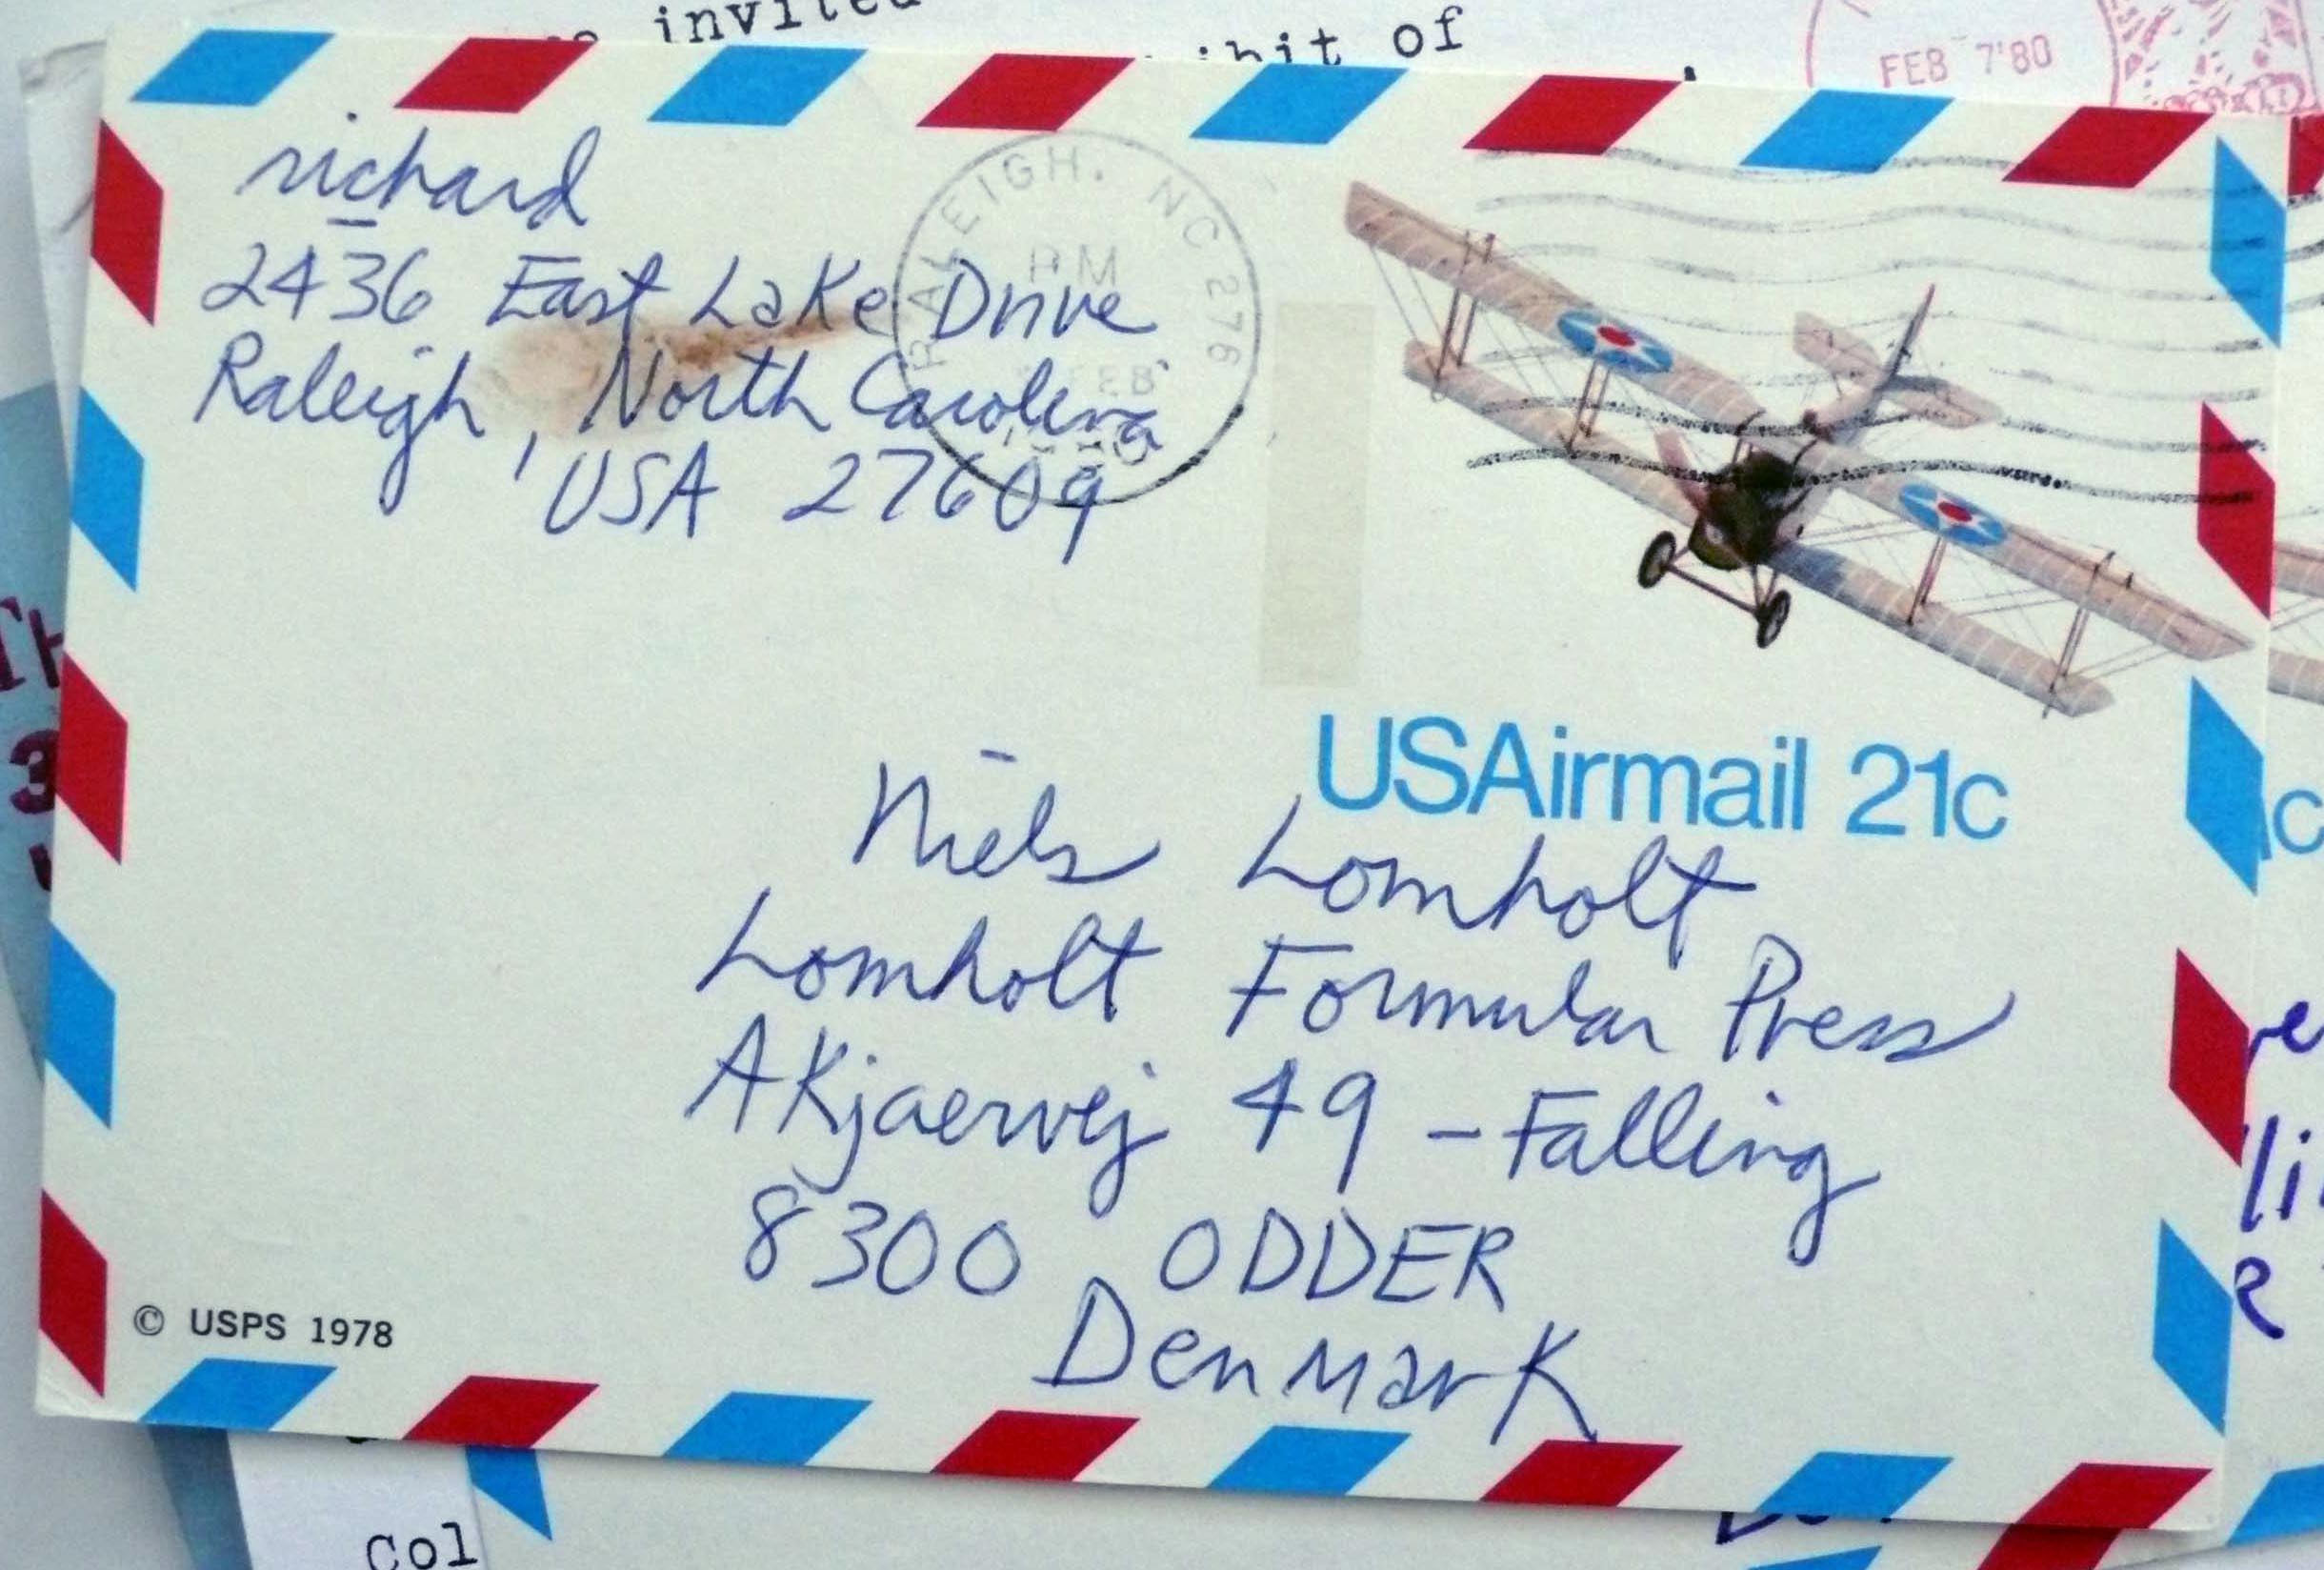 invited
of
FEB 7'80
richard
2436 East Lake Drive
Raleigh, North Carolina
USA 27609
RALEIGH. NC 276
PM
FEB
USAirmail 21c
Niels Lomholt
Lomholt Formular Press
AKjaervej 49 - Falling
8300 ODDER
Denmark
© USPS 1978
Col